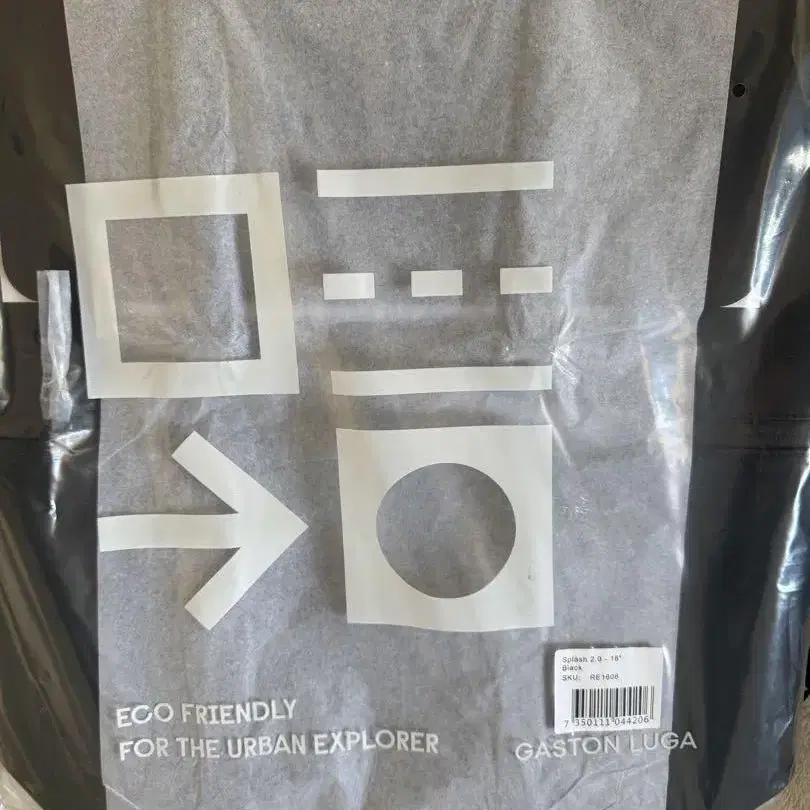 Splash 2.0 - 16"
Black
SKU: RE1608
7 350111 044206
ECO FRIENDLY
FOR THE URBAN EXPLORER
GASTON LUGA